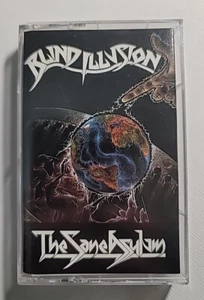 BLIND ILLUSION
The Sane Asylum